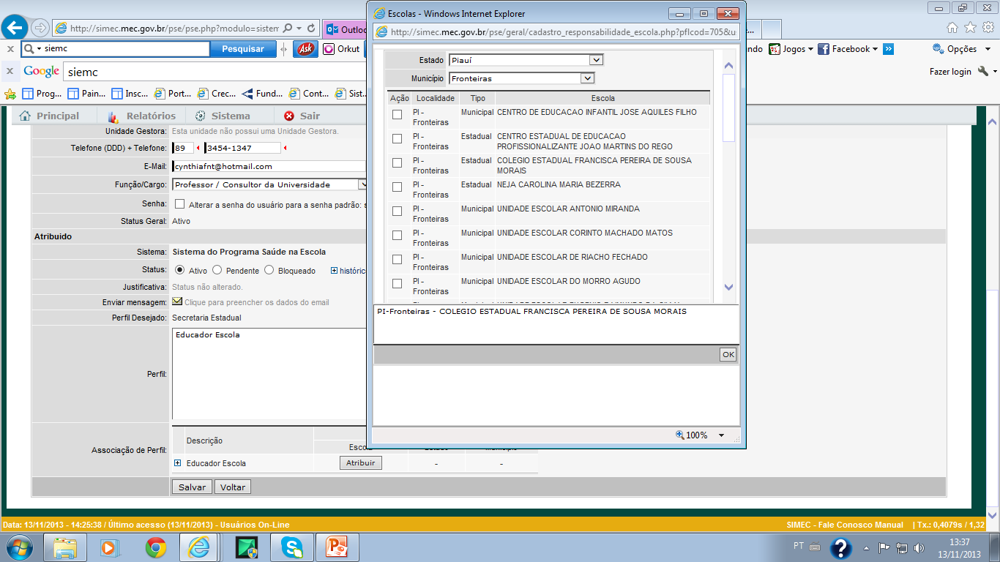 Escolas - Windows Internet Explorer
http://simec.mec.gov.br/pse/pse.php?modulo=sistem
Outloo
http://simec.mec.gov.br/pse/geral/cadastro_responsabilidade_escola.php?pflcod=705&u
e...
siemc
Pesquisar
Ask
Orkut
ndo
Jogos
Facebook
Opções
Google
siemc
Fazer login
Prog...
Pain...
Insc...
Port...
Crec...
Fund...
Cont...
Sist...
Principal
Relatórios
Sistema
Sair
Unidade Gestora: Esta unidade não possui uma Unidade Gestora.
Telefone (DDD) + Telefone: 89 3454-1347
E-Mail: cynthiafnt@hotmail.com
Função/Cargo: Professor / Consultor da Universidade
Senha: Alterar a senha do usuário para a senha padrão: s
Status Geral: Ativo
Atribuído
Sistema: Sistema do Programa Saúde na Escola
Status: Ativo Pendente Bloqueado históric
Justificativa: Status não alterado.
Enviar mensagem: Clique para preencher os dados do email
Perfil Desejado: Secretaria Estadual
Educador Escola
Perfil:
Associação de Perfil:
Descrição
Educador Escola Atribuir - -
Salvar Voltar
Estado Piauí
Município Fronteiras
Ação Localidade Tipo Escola
PI - Fronteiras Municipal CENTRO DE EDUCACAO INFANTIL JOSE AQUILES FILHO
PI - Fronteiras Estadual CENTRO ESTADUAL DE EDUCACAO
PROFISSIONALIZANTE JOAO MARTINS DO REGO
PI - Fronteiras Estadual COLEGIO ESTADUAL FRANCISCA PEREIRA DE SOUSA
MORAIS
PI - Fronteiras Estadual NEJA CAROLINA MARIA BEZERRA
PI - Fronteiras Municipal UNIDADE ESCOLAR ANTONIO MIRANDA
PI - Fronteiras Municipal UNIDADE ESCOLAR CORINTO MACHADO MATOS
PI - Fronteiras Municipal UNIDADE ESCOLAR DE RIACHO FECHADO
PI - Fronteiras Municipal UNIDADE ESCOLAR DO MORRO AGUDO
PI-Fronteiras - COLEGIO ESTADUAL FRANCISCA PEREIRA DE SOUSA MORAIS
OK
100%
Data: 13/11/2013 - 14:25:38 / Último acesso (13/11/2013) - Usuários On-Line
SIMEC - Fale Conosco Manual | Tx.: 0,4079s / 1,32
PT
13:37
13/11/2013